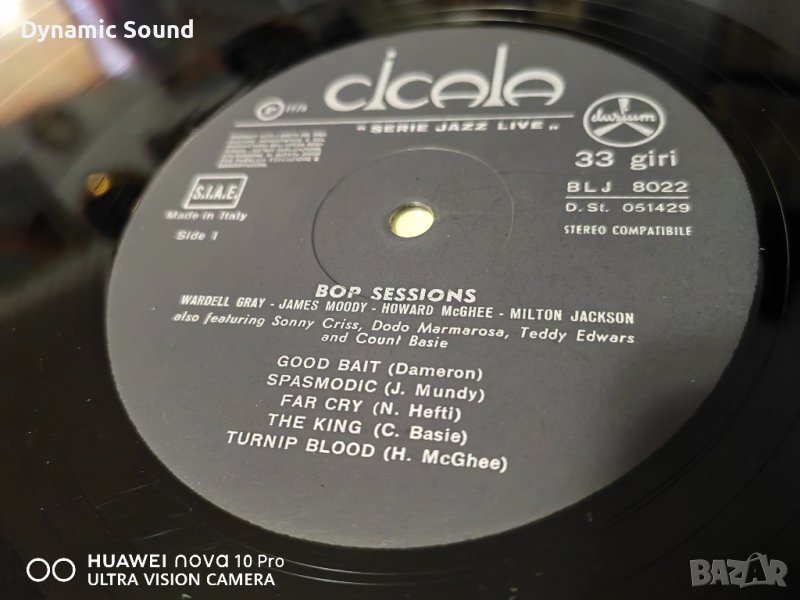 Dynamic Sound
cicala
"SERIE JAZZ LIVE"
durium
33 giri
BLJ 8022
D. St. 051429
STEREO COMPATIBILE
S.I.A.E.
Made in Italy
Side 1
BOP SESSIONS
WARDELL GRAY - JAMES MOODY - HOWARD McGHEE - MILTON JACKSON
also featuring Sonny Criss, Dodo Marmarosa, Teddy Edwars
and Count Basie
GOOD BAIT (Dameron)
SPASMODIC (J. Mundy)
FAR CRY (N. Hefti)
THE KING (C. Basie)
TURNIP BLOOD (H. McGhee)
HUAWEI nova 10 Pro
ULTRA VISION CAMERA
BAZAR